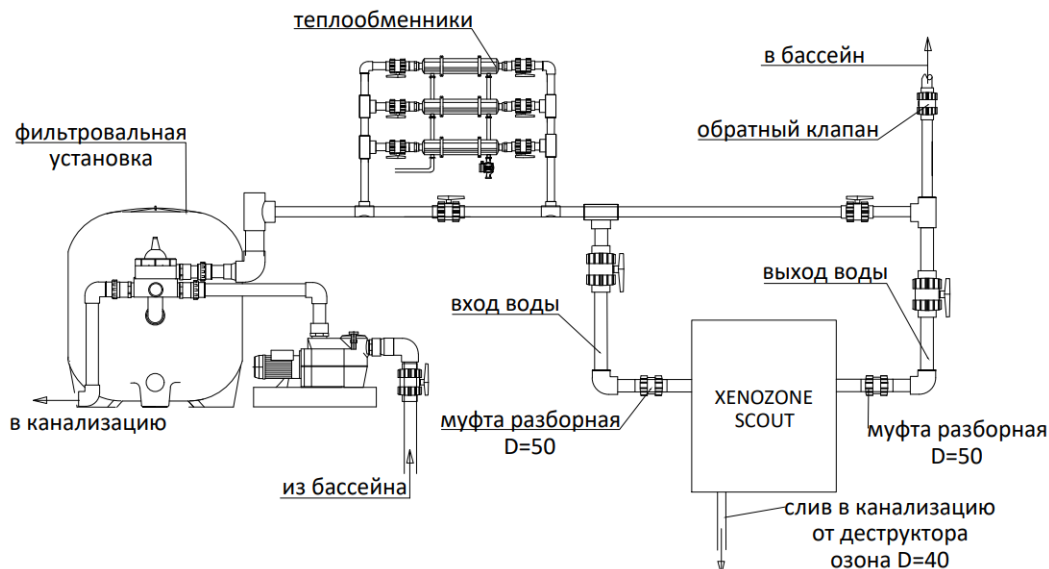 теплообменники
в бассейн
обратный клапан
фильтровальная
установка
вход воды
выход воды
XENOZONE
SCOUT
в канализацию
муфта разборная
D=50
муфта разборная
D=50
из бассейна
слив в канализацию
от деструктора
озона D=40